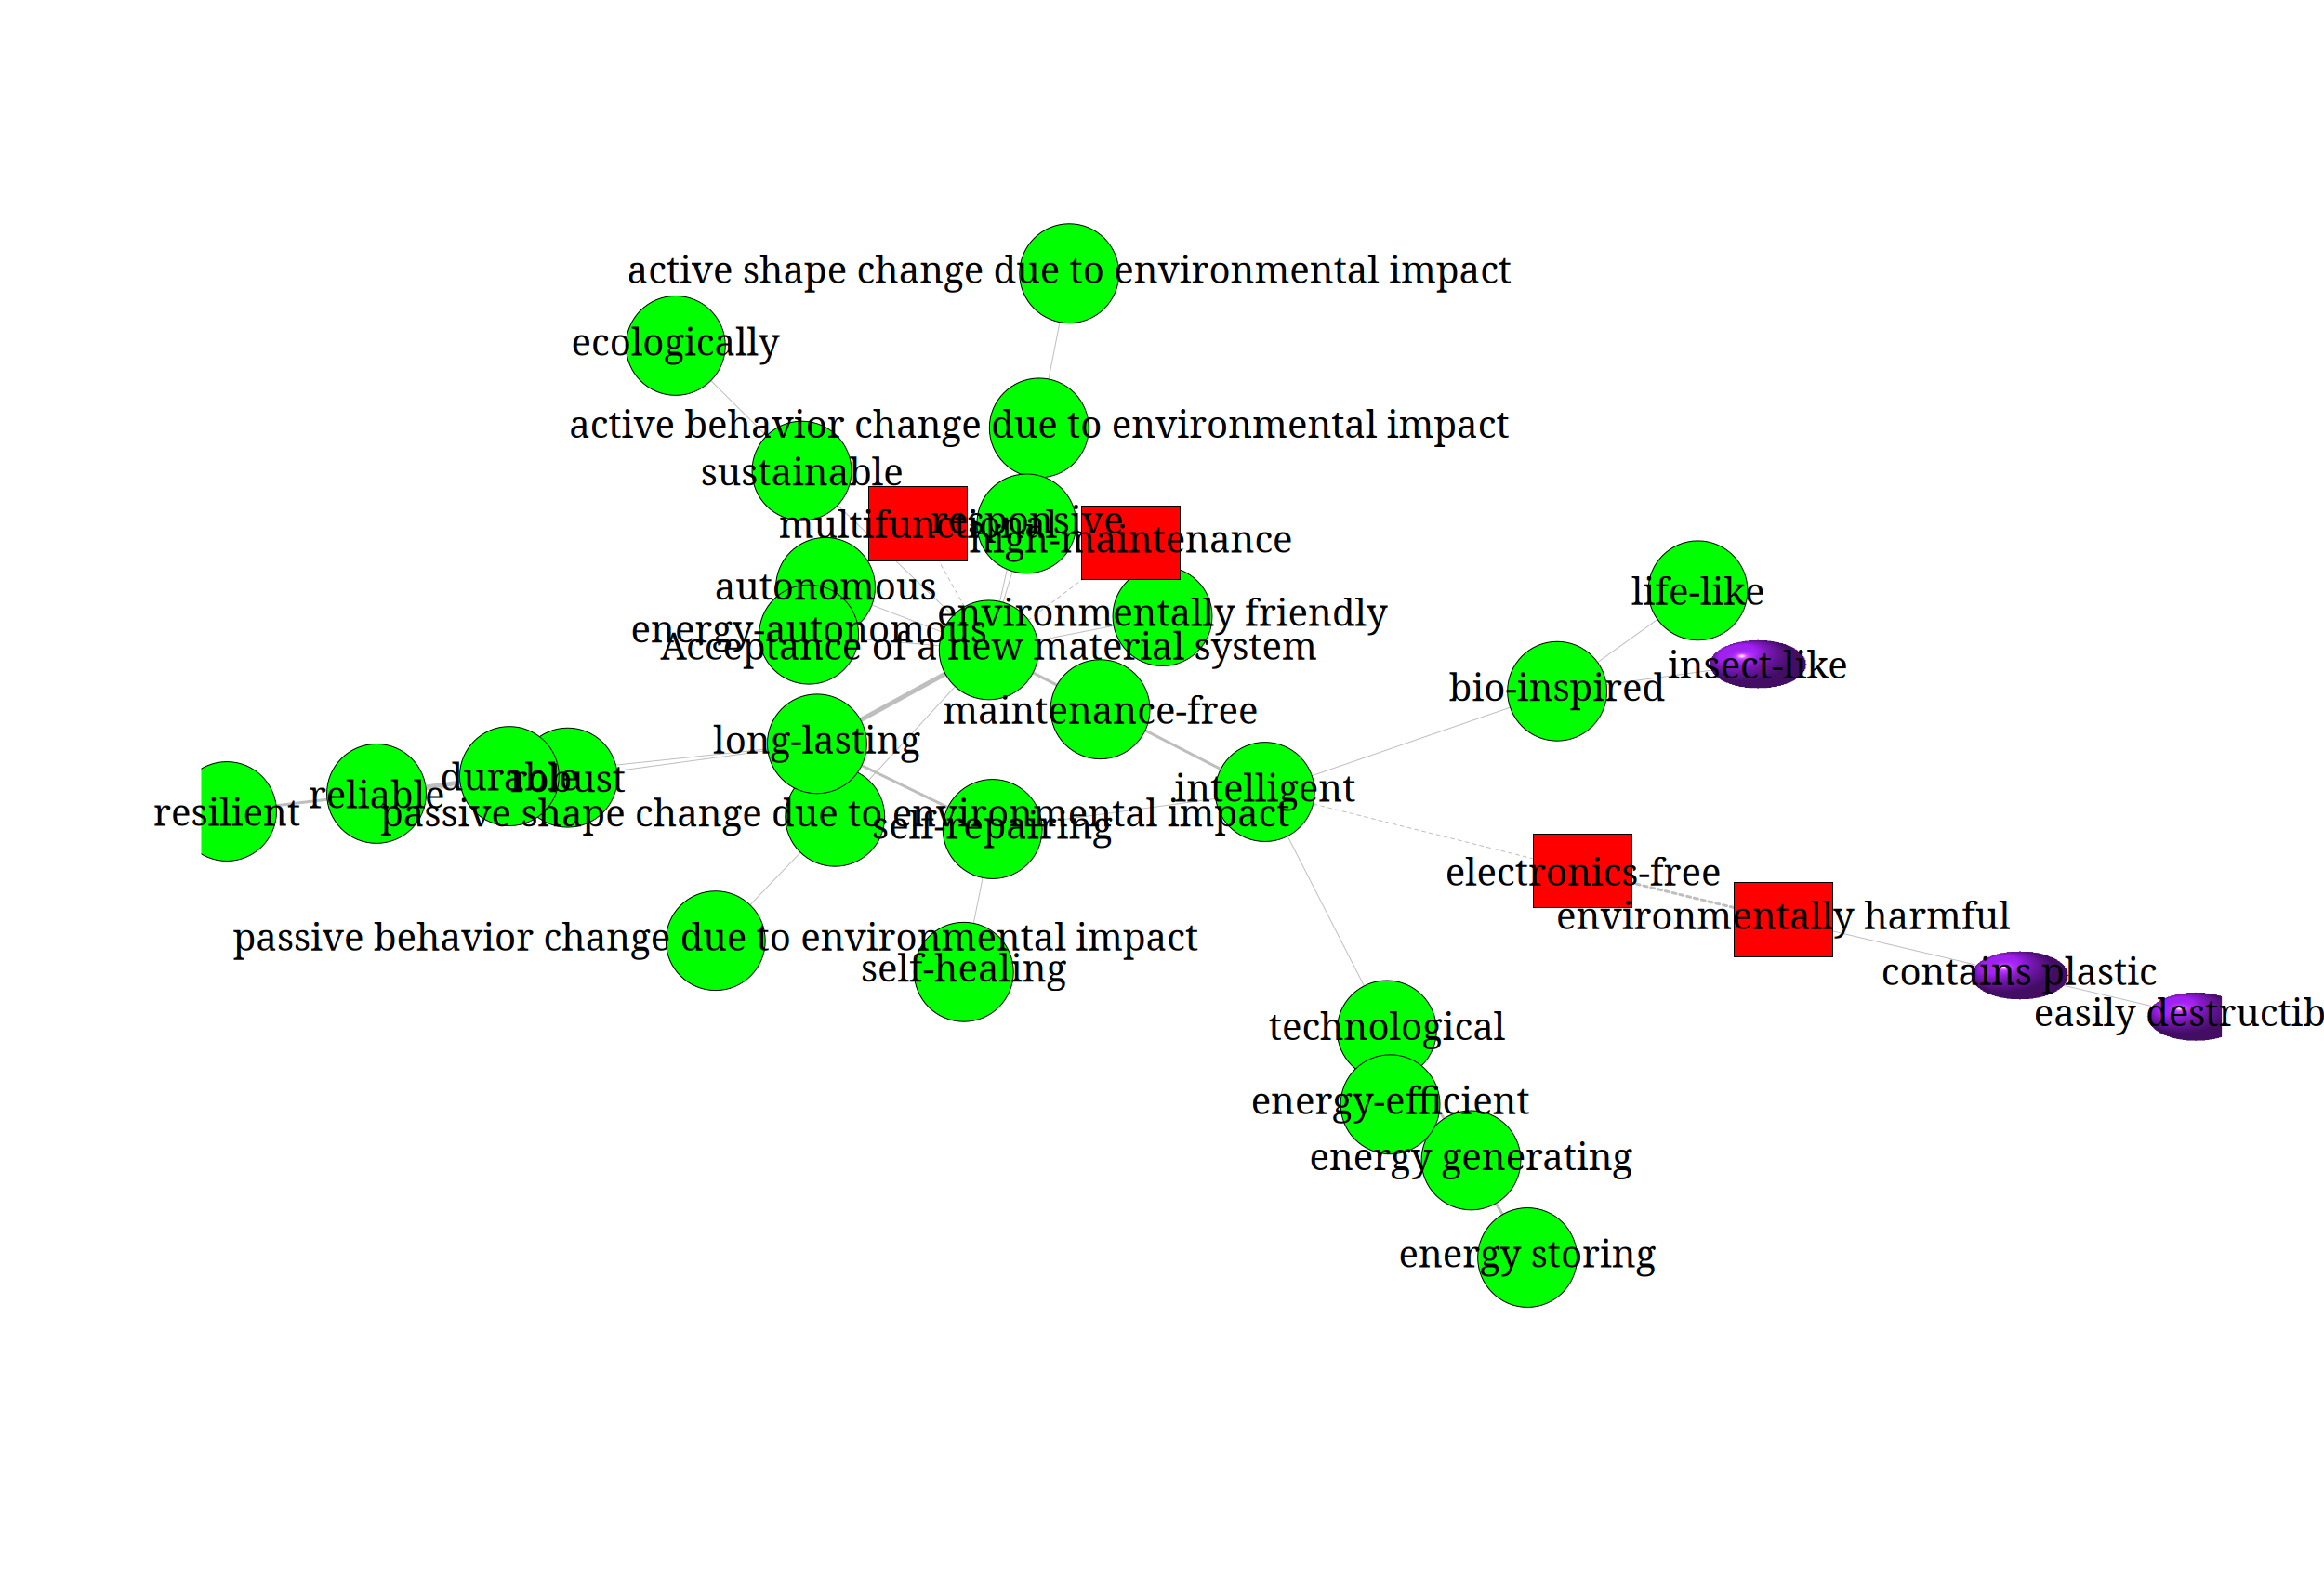 active shape change due to environmental impact
ecologically
active behavior change due to environmental impact
sustainable
multifunctional
responsive
high-maintenance
autonomous
life-like
environmentally friendly
energy-autonomous
Acceptance of a new material system
insect-like
bio-inspired
maintenance-free
long-lasting
durable
robust
intelligent
reliable
resilient
passive shape change due to environmental impact
self-repairing
electronics-free
environmentally harmful
passive behavior change due to environmental impact
self-healing
contains plastic
easily destructib
technological
energy-efficient
energy generating
energy storing